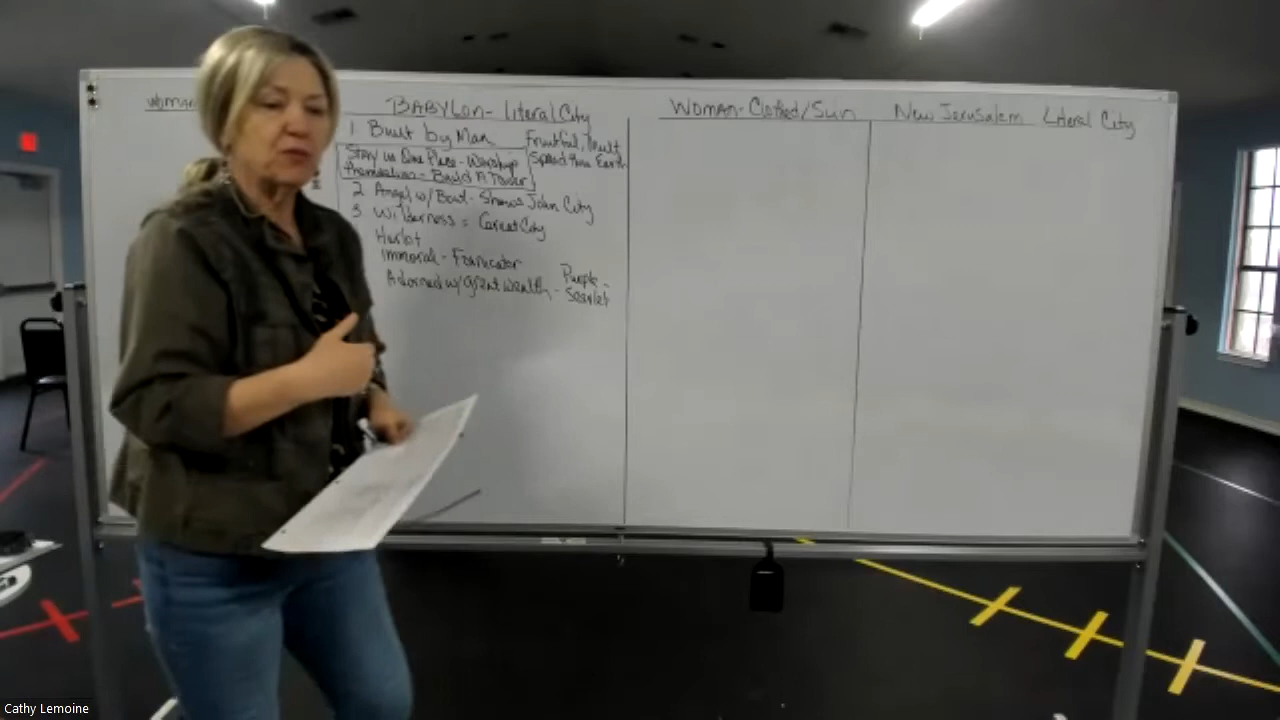 Woman
BABYLON - Literal City
Woman - Clothed/Sun
New Jerusalem Literal City
1 Built by Man
Fruitful, Mult
Spread thru Earth
Stay in One Place - Worship
themselves - Build A Tower
2 Angel w/ Bowl - Shows John City
3 Wilderness = City
Harlot
Immoral - Fornicator
Adorned w/ great wealth - Purple -
Scarlet
Cathy Lemoine